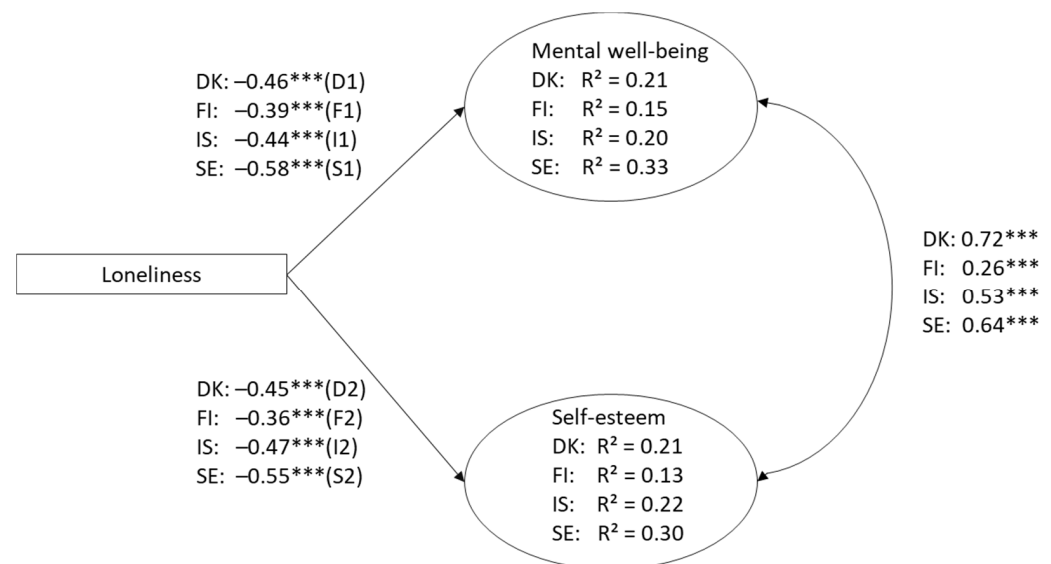 Mental well-being
DK: R² = 0.21
FI: R² = 0.15
IS: R² = 0.20
SE: R² = 0.33
DK: –0.46***(D1)
FI: –0.39***(F1)
IS: –0.44***(I1)
SE: –0.58***(S1)
Loneliness
DK: 0.72***
FI: 0.26***
IS: 0.53***
SE: 0.64***
DK: –0.45***(D2)
FI: –0.36***(F2)
IS: –0.47***(I2)
SE: –0.55***(S2)
Self-esteem
DK: R² = 0.21
FI: R² = 0.13
IS: R² = 0.22
SE: R² = 0.30